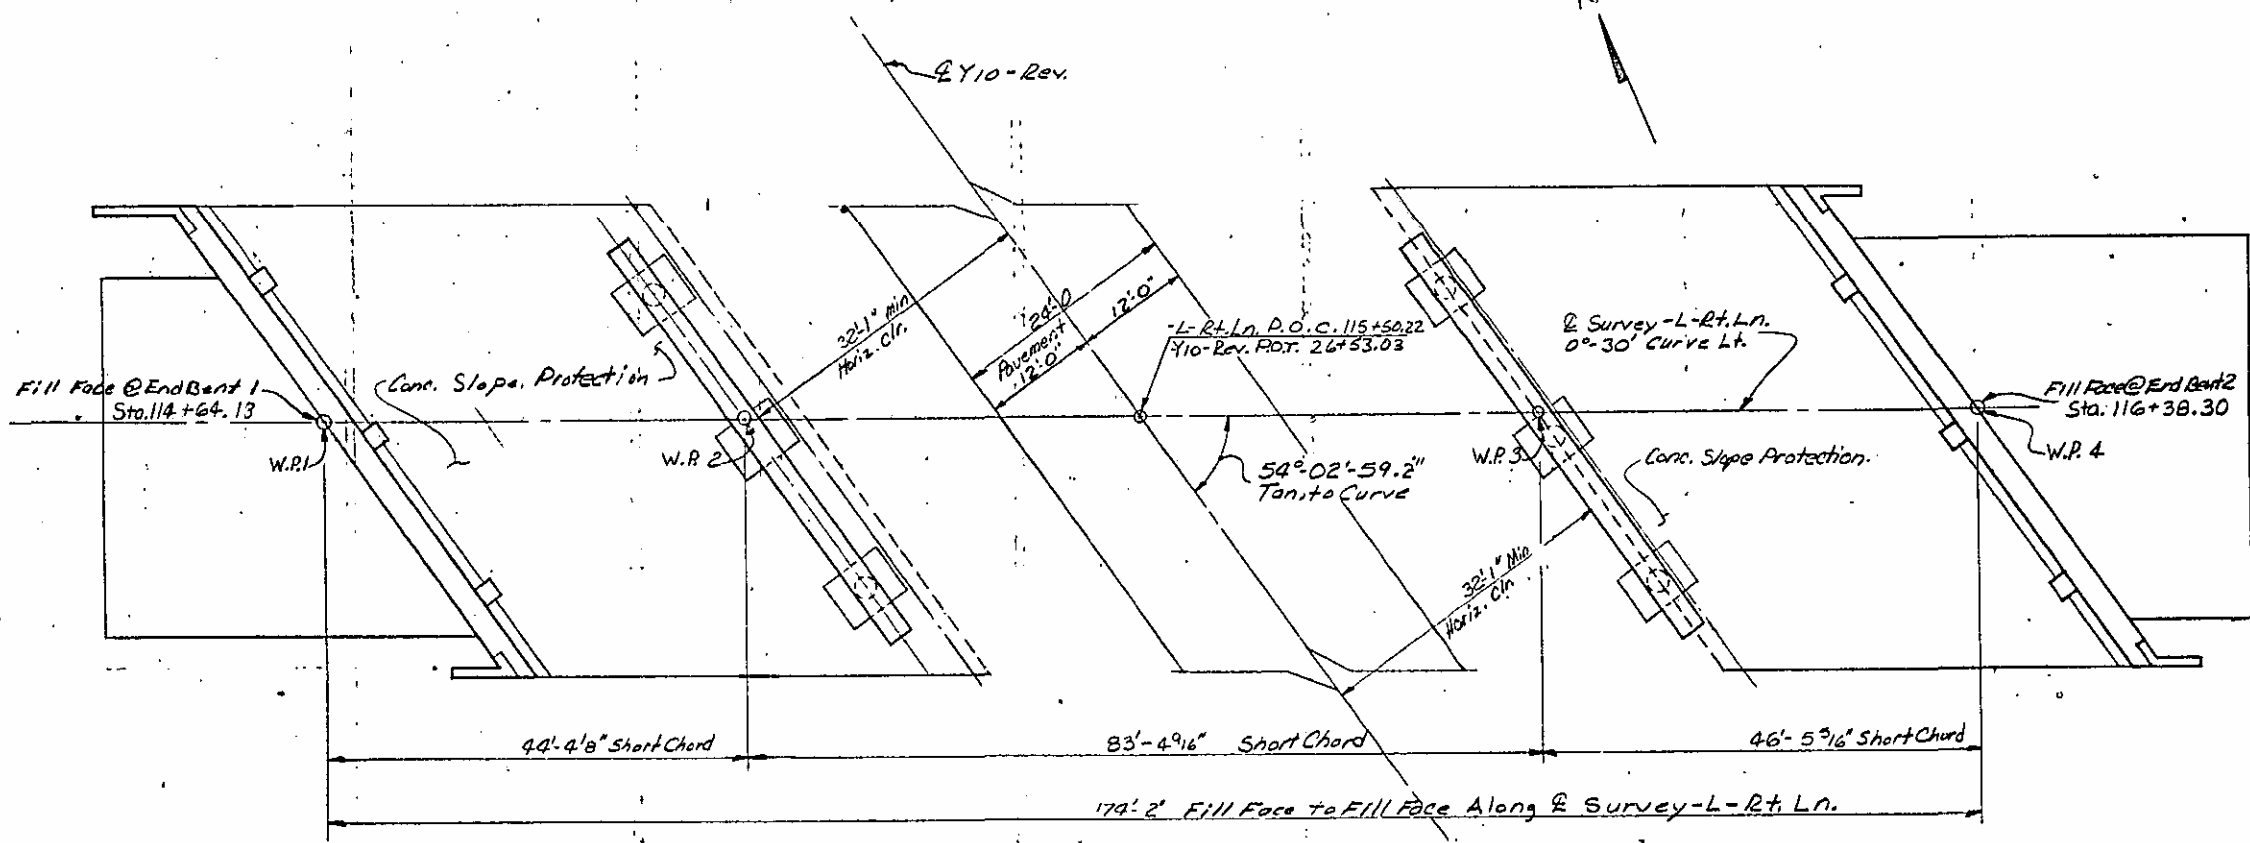 ℄ Y10-Rev.
32'-1" Min
Horiz. Clr.
24'-0
Pavement
12'-0"
12'-0"
-L-Rt.Ln. P.O.C. 115+50.22
Y10-Rev. P.O.T. 26+53.03
℄ Survey-L-Rt.Ln.
0°-30' Curve Lt.
Fill Face @ End Bent 1
Sta. 114+64.13
Conc. Slope. Protection
Fill Face @ End Bent 2
Sta. 116+38.30
W.P.1
W.P. 2
W.P. 3
W.P. 4
54°-02'-59.2"
Tan. to Curve
Conc. Slope Protection.
32'-1" Min
Horiz. Clr.
44'-4 1/8" Short Chord
83'-4 9/16" Short Chord
46'-5 5/16" Short Chord
174'-2" Fill Face to Fill Face Along ℄ Survey-L-Rt. Ln.